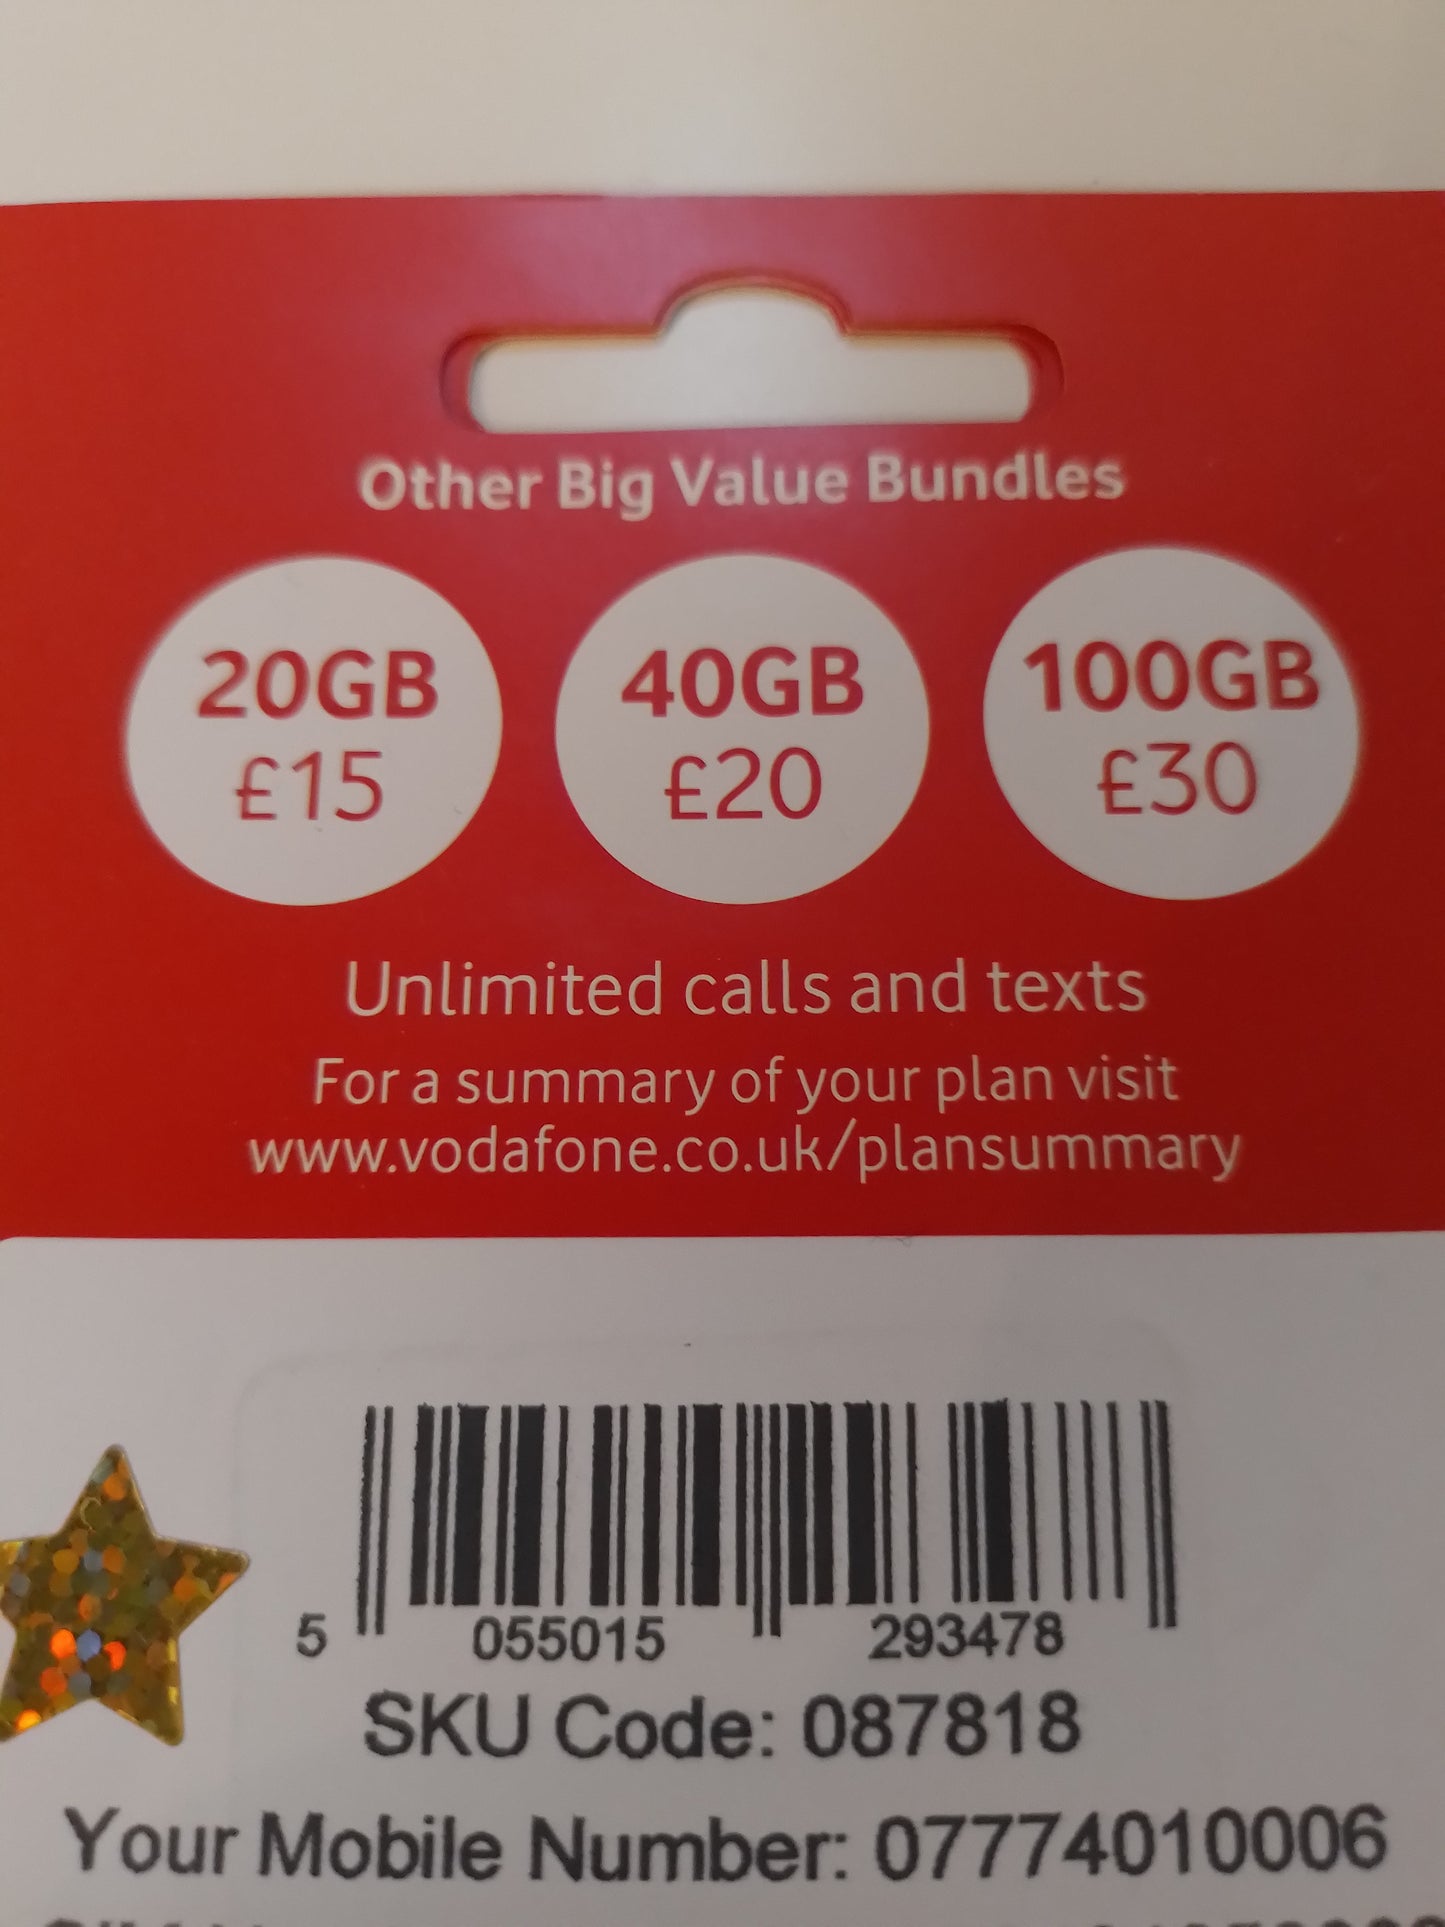 Other Big Value Bundles
20GB
£15
40GB
£20
100GB
£30
Unlimited calls and texts
For a summary of your plan visit
www.vodafone.co.uk/plansummary
5 055015 293478
SKU Code: 087818
Your Mobile Number: 07774010006